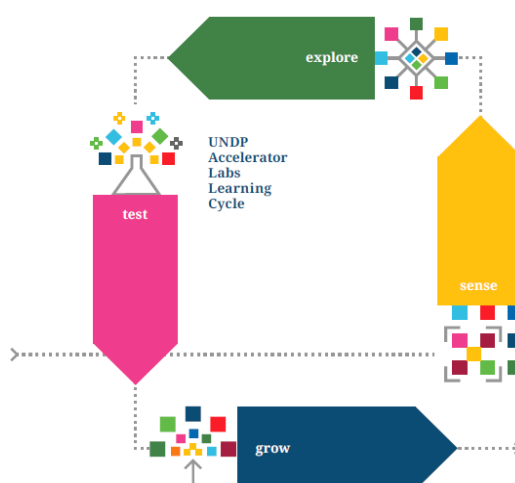 explore
UNDP
Accelerator
Labs
Learning
Cycle
test
sense
grow